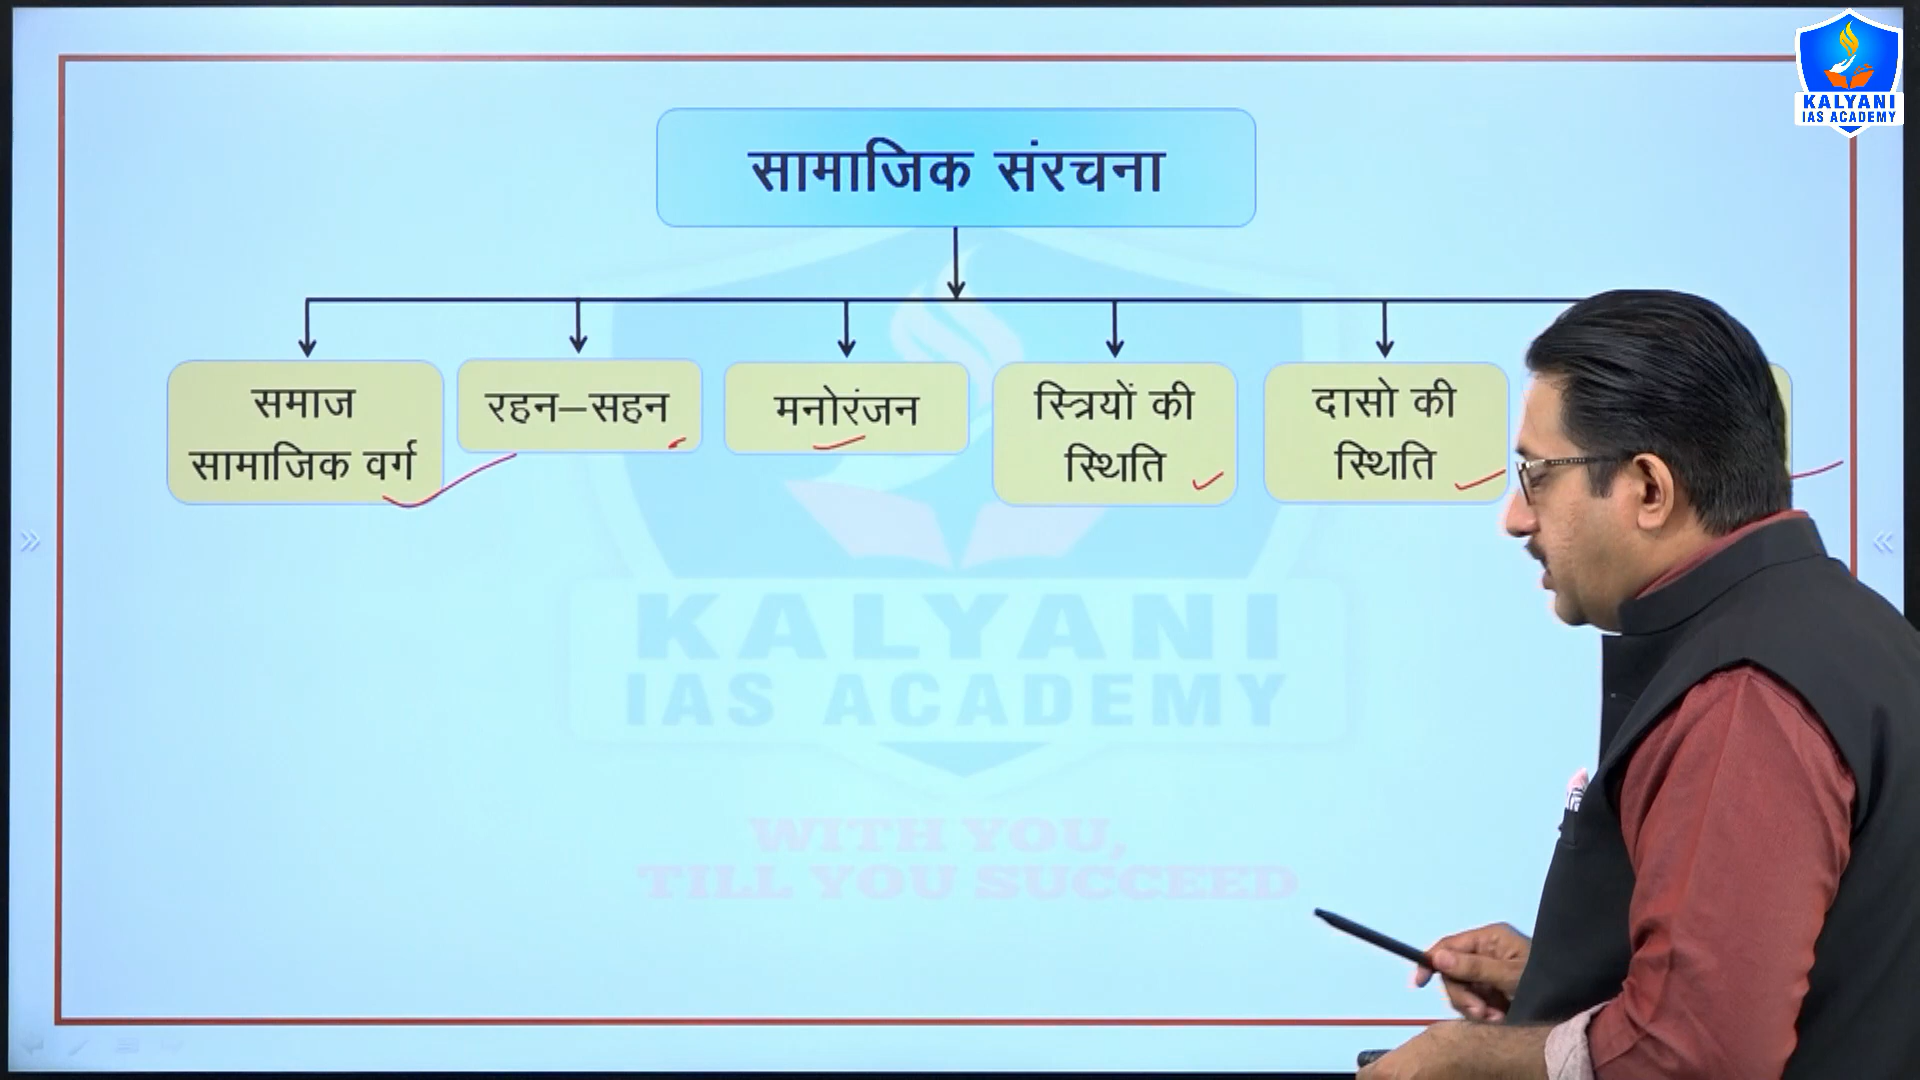 KALYANI
IAS ACADEMY
सामाजिक संरचना
समाज
सामाजिक वर्ग
रहन–सहन
मनोरंजन
स्त्रियों की
स्थिति
दासो की
स्थिति
KALYANI
IAS ACADEMY
WITH YOU,
TILL YOU SUCCEED